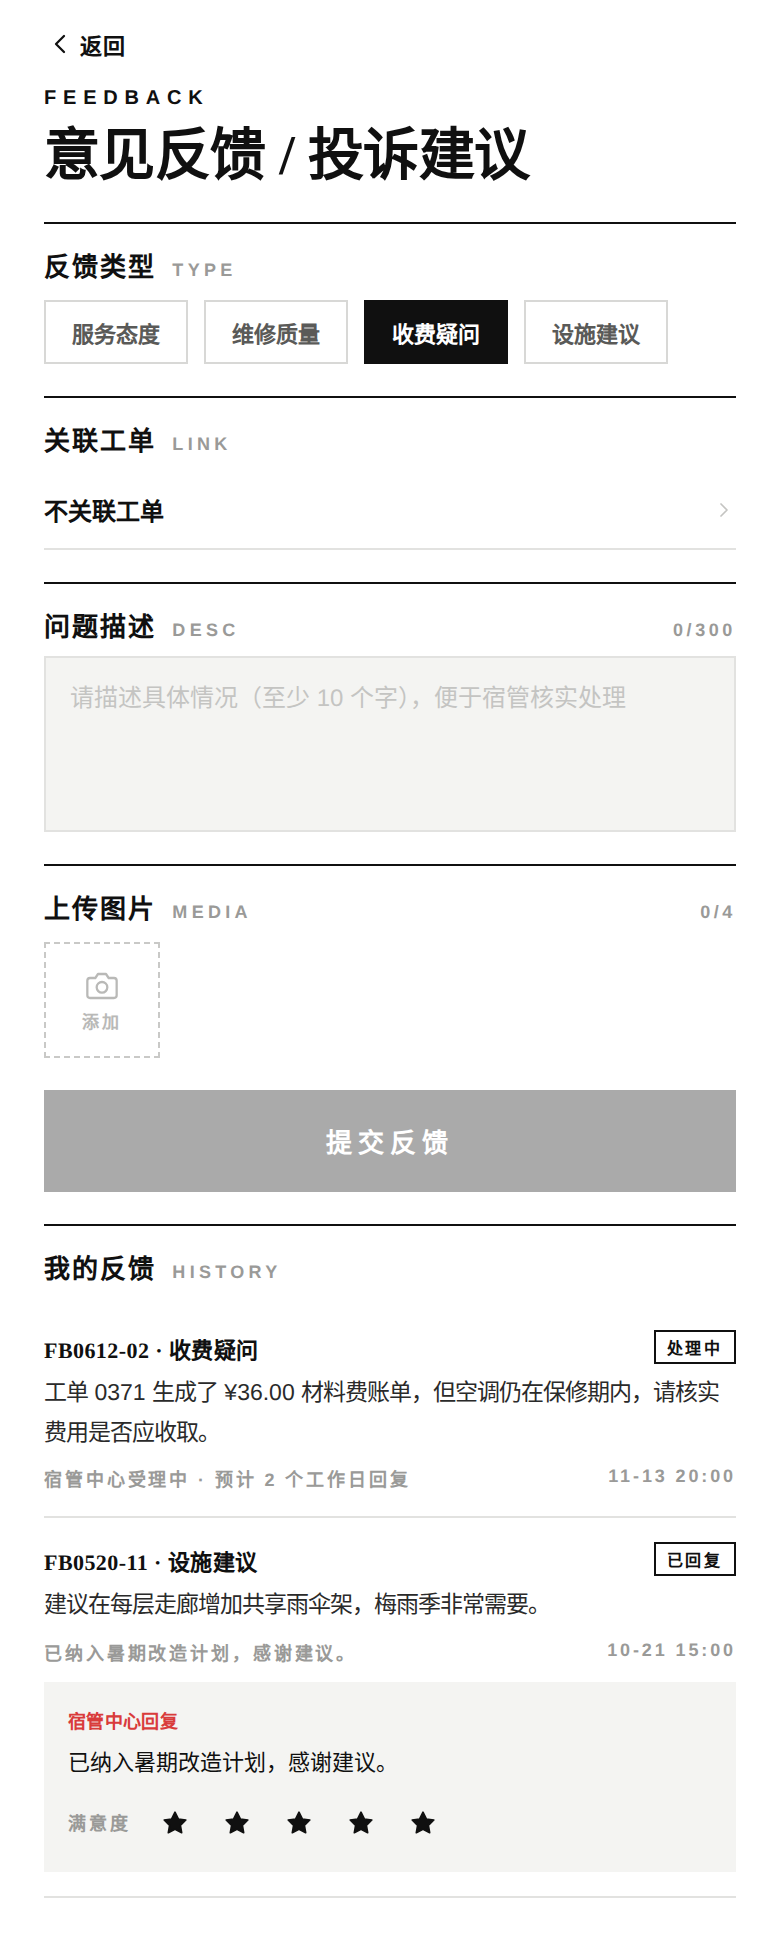 返回
FEEDBACK
意见反馈 / 投诉建议
反馈类型 TYPE
服务态度 维修质量 收费疑问 设施建议
关联工单 LINK
不关联工单
问题描述 DESC 0/300
请描述具体情况（至少 10 个字），便于宿管核实处理
上传图片 MEDIA 0/4
添加
提交反馈
我的反馈 HISTORY
FB0612-02 · 收费疑问 处理中
工单 0371 生成了 ¥36.00 材料费账单，但空调仍在保修期内，请核实
费用是否应收取。
宿管中心受理中 · 预计 2 个工作日回复 11-13 20:00
FB0520-11 · 设施建议 已回复
建议在每层走廊增加共享雨伞架，梅雨季非常需要。
已纳入暑期改造计划，感谢建议。 10-21 15:00
宿管中心回复
已纳入暑期改造计划，感谢建议。
满意度